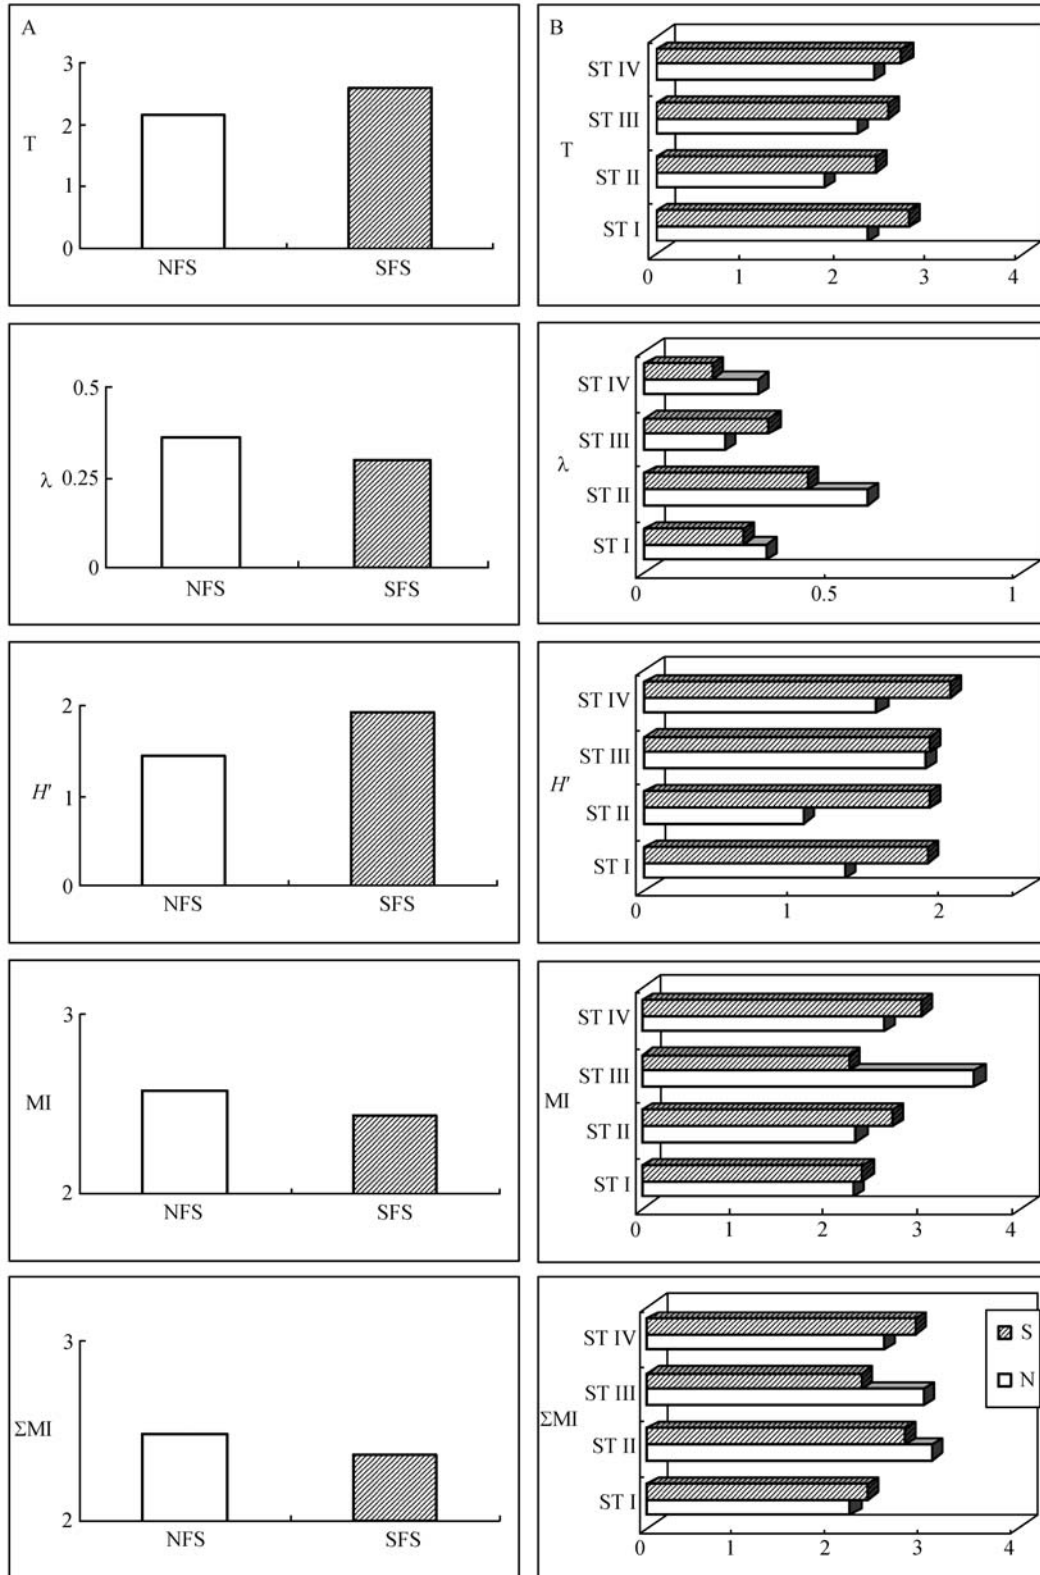 A
3
2
T
1
0
NFS SFS
B
ST IV
ST III
T
ST II
ST I
0 1 2 3 4
0.5
λ 0.25
0
NFS SFS
ST IV
ST III
λ
ST II
ST I
0 0.5 1
2
H′
1
0
NFS SFS
ST IV
ST III
H′
ST II
ST I
0 1 2
3
MI
2
NFS SFS
ST IV
ST III
MI
ST II
ST I
0 1 2 3 4
3
ΣMI
2
NFS SFS
ST IV
S
ST III
N
ΣMI
ST II
ST I
0 1 2 3 4